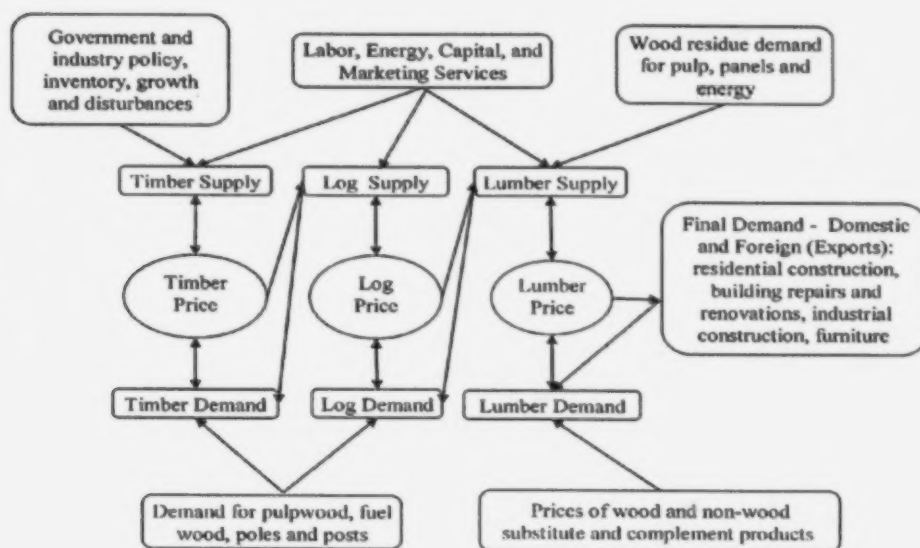 Government and
industry policy,
inventory, growth
and disturbances
Labor, Energy, Capital, and
Marketing Services
Wood residue demand
for pulp, panels and
energy
Timber Supply
Log Supply
Lumber Supply
Timber
Price
Log
Price
Lumber
Price
Final Demand - Domestic
and Foreign (Exports):
residential construction,
building repairs and
renovations, industrial
construction, furniture
Timber Demand
Log Demand
Lumber Demand
Demand for pulpwood, fuel
wood, poles and posts
Prices of wood and non-wood
substitute and complement products